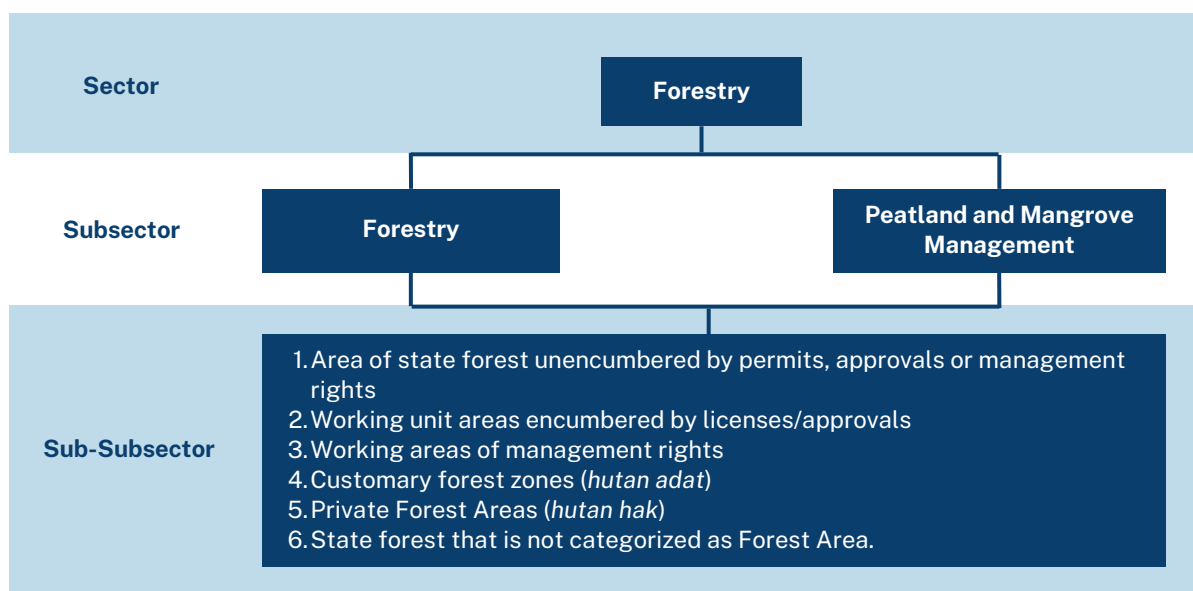 Sector
Forestry
Subsector
Forestry
Peatland and Mangrove
Management
Sub-Subsector
1. Area of state forest unencumbered by permits, approvals or management
rights
2. Working unit areas encumbered by licenses/approvals
3. Working areas of management rights
4. Customary forest zones (hutan adat)
5. Private Forest Areas (hutan hak)
6. State forest that is not categorized as Forest Area.